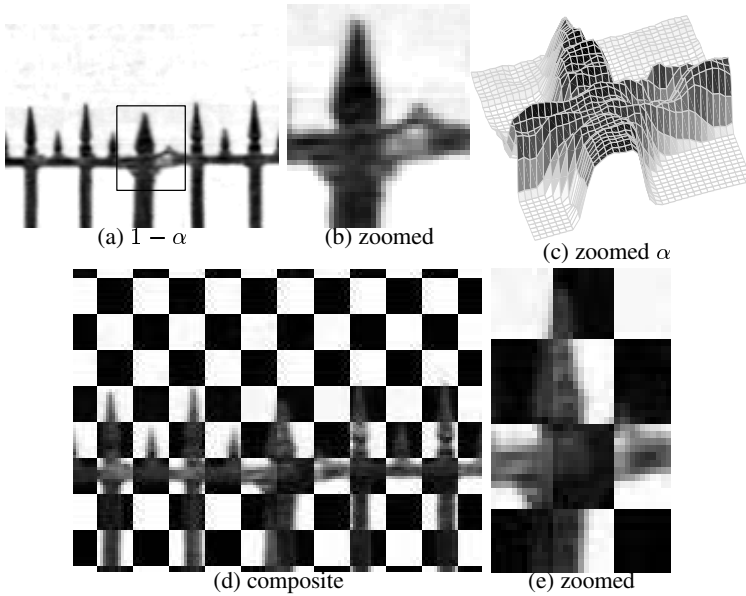 (a) 1 − α
(b) zoomed
(c) zoomed α
(d) composite
(e) zoomed